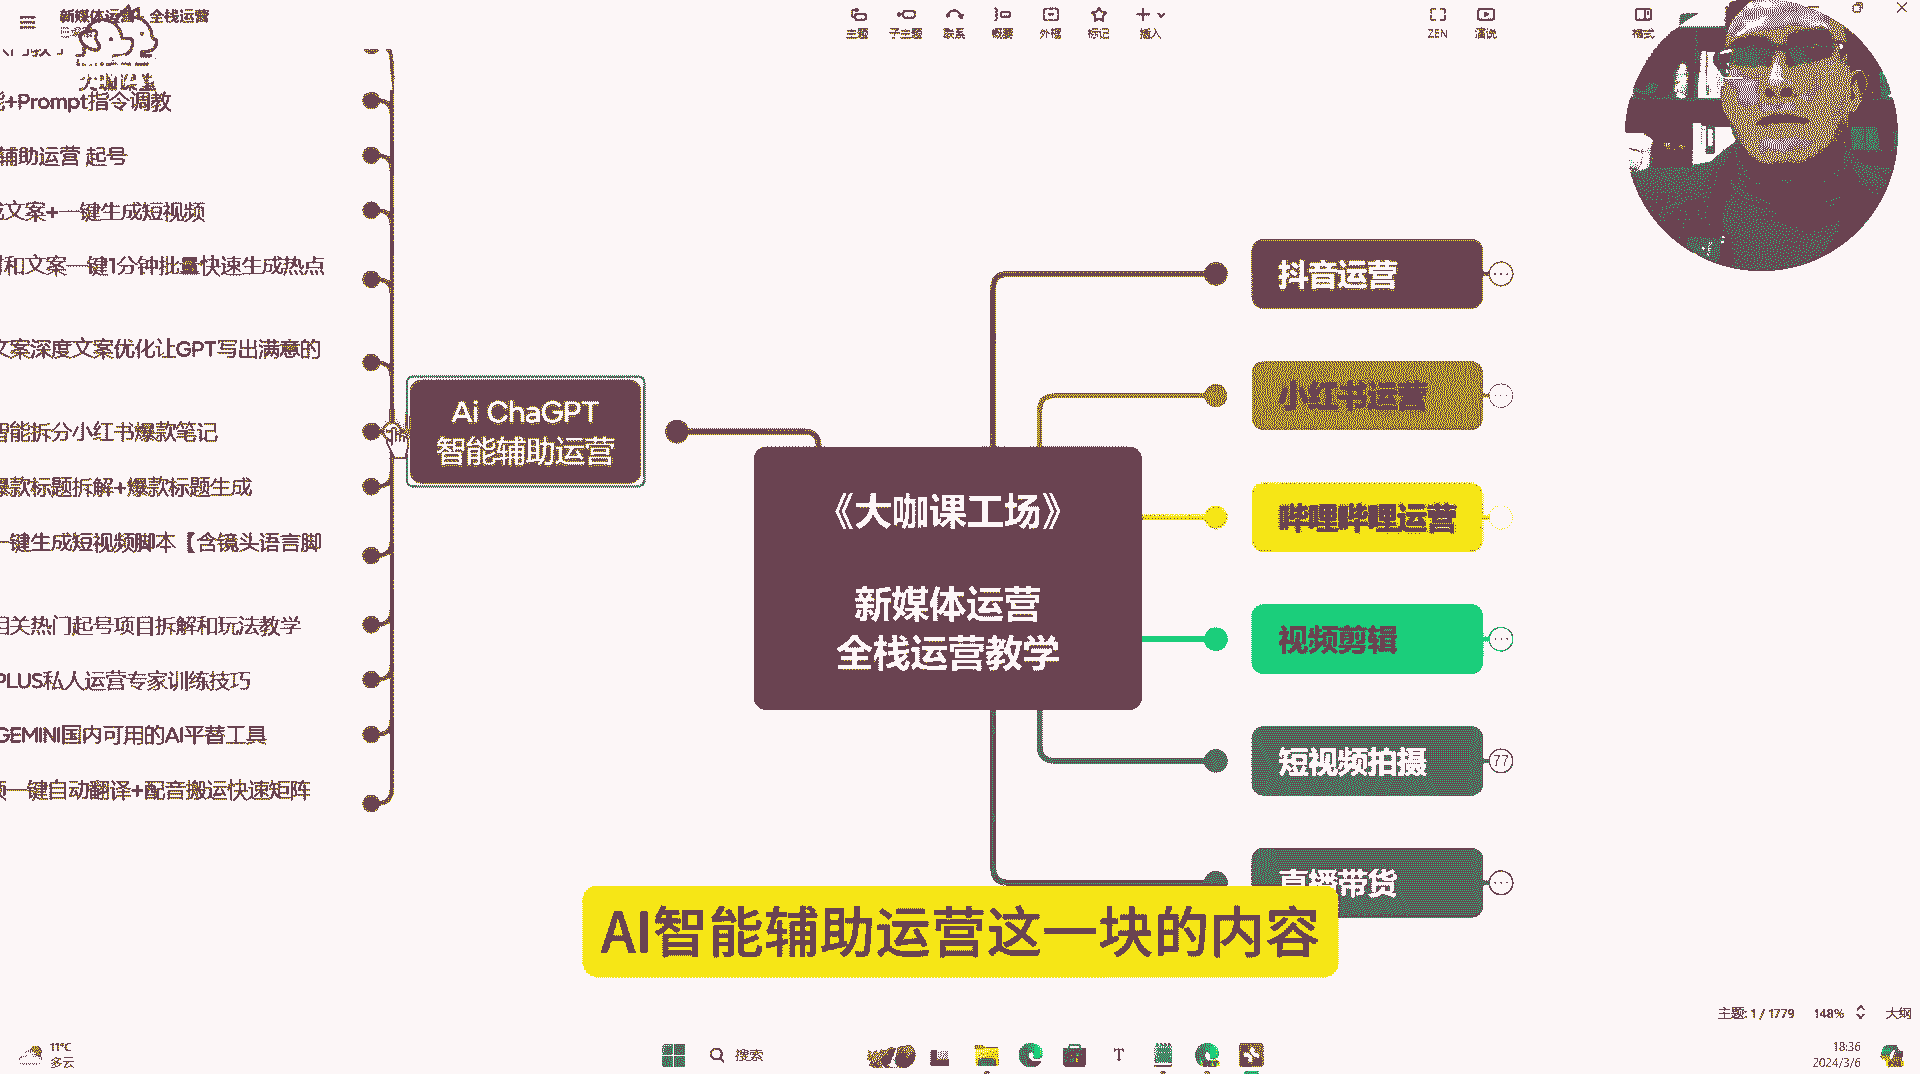 新媒体运营 全栈运营
主题
子主题
联系
概要
外框
标记
插入
ZEN
演说
格式
大咖课堂
+Prompt指令调教
辅助运营 起号
文案+一键生成短视频
和文案一键1分钟批量快速生成热点
文案深度文案优化让GPT写出满意的
智能拆分小红书爆款笔记
爆款标题拆解+爆款标题生成
一键生成短视频脚本【含镜头语言脚
相关热门起号项目拆解和玩法教学
PLUS私人运营专家训练技巧
GEMINI国内可用的AI平替工具
一键自动翻译+配音搬运快速矩阵
Ai ChaGPT
智能辅助运营
《大咖课工场》
新媒体运营
全栈运营教学
抖音运营
小红书运营
哔哩哔哩运营
视频剪辑
短视频拍摄
77
直播带货
AI智能辅助运营这一块的内容
主题: 1 / 1779
148%
大纲
11°C
多云
搜索
18:36
2024/3/6